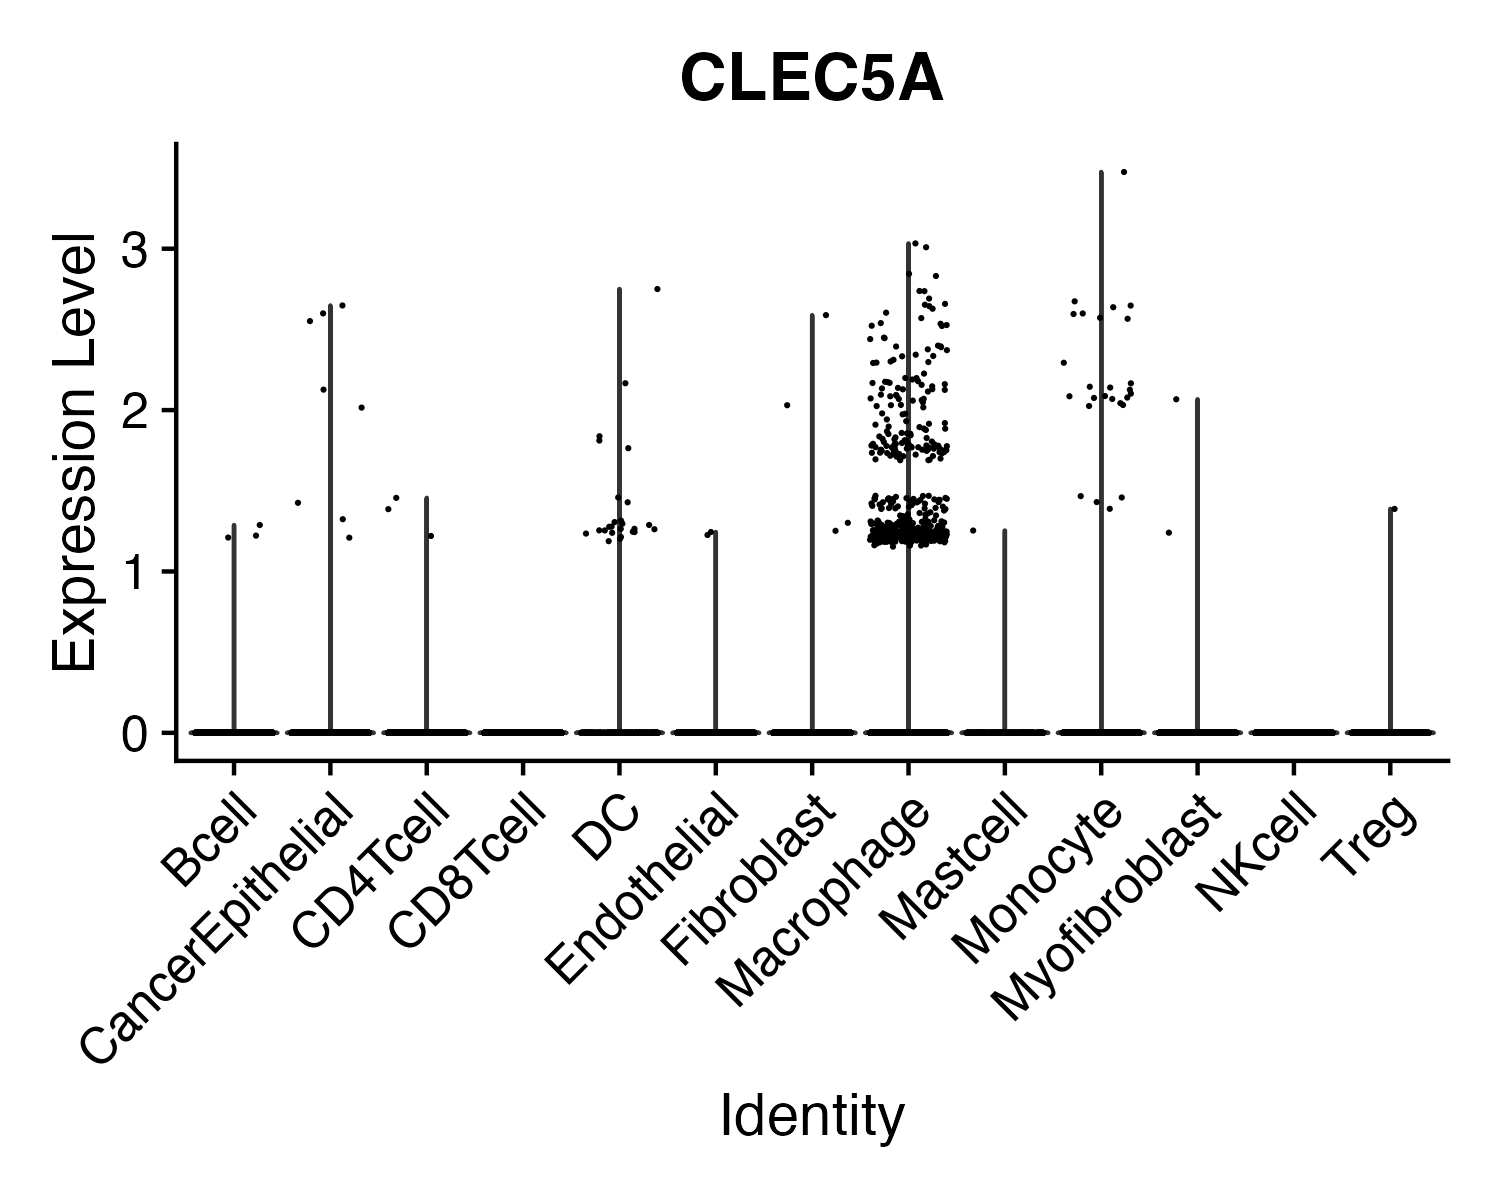 CLEC5A
Expression Level
3
2
1
0
Bcell
CancerEpithelial
CD4Tcell
CD8Tcell
DC
Endothelial
Fibroblast
Macrophage
Mastcell
Monocyte
Myofibroblast
NKcell
Treg
Identity